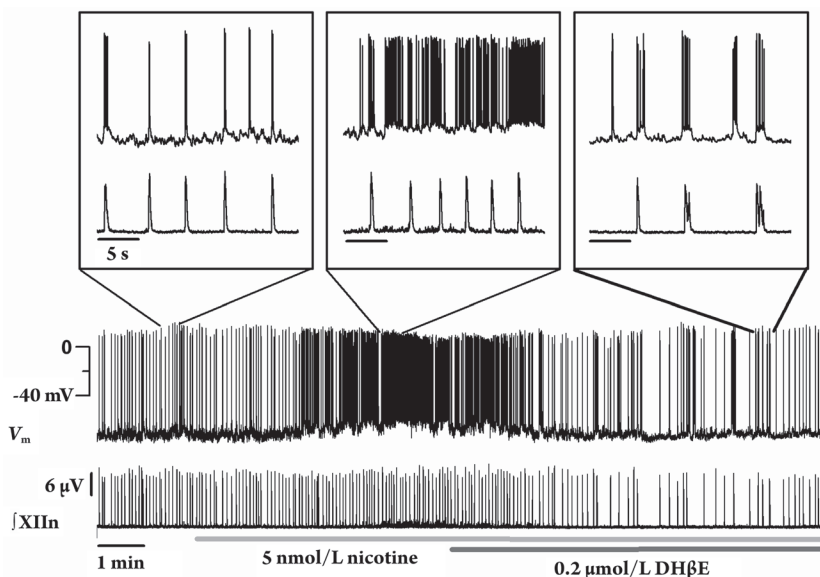 5 s
0
-40 mV
Vm
6 μV
∫XIIn
1 min
5 nmol/L nicotine
0.2 μmol/L DHβE